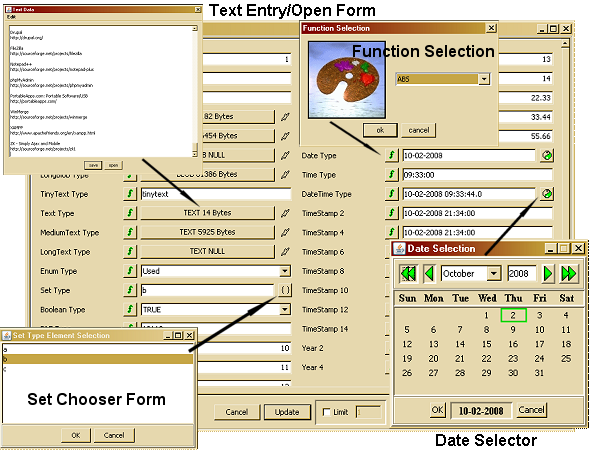 Text Data
Edit
Drupal
http://drupal.org/
FileZilla
http://sourceforge.net/projects/filezilla
Notepad++
http://sourceforge.net/projects/notepad-plus
phpMyAdmin
http://sourceforge.net/projects/phpmyadmin
PortableApps.com: Portable Software/USB
http://portableapps.com/
WinMerge
http://sourceforge.net/projects/winmerge
XAMPP
http://www.apachefriends.org/en/xampp.html
ZK - Simply Ajax and Mobile
http://sourceforge.net/projects/zk1
save
open
Text Entry/Open Form
Function Selection
Function Selection
ABS
ok
cancel
1
82 Bytes
5454 Bytes
NULL
LongBlob Type
BLOB 81386 Bytes
TinyText Type
tinytext
Text Type
TEXT 14 Bytes
MediumText Type
TEXT 5925 Bytes
LongText Type
TEXT NULL
Enum Type
Used
Set Type
b
( )
Boolean Type
TRUE
10
11
13
14
22.33
33.44
55.66
Date Type
10-02-2008
Time Type
09:33:00
DateTime Type
10-02-2008 09:33:44.0
TimeStamp 2
10-02-2008 21:34:00
TimeStamp 4
10-02-2008 21:34:00
TimeStamp 6
TimeStamp 8
TimeStamp 10
TimeStamp 12
TimeStamp 14
Year 2
Year 4
Cancel
Update
Limit
1
Set Type Element Selection
a
b
c
Set Chooser Form
OK
Cancel
Date Selection
October
2008
Sun Mon Tue Wed Thu Fri Sat
1 2 3 4
5 6 7 8 9 10 11
12 13 14 15 16 17 18
19 20 21 22 23 24 25
26 27 28 29 30 31
OK
10-02-2008
Cancel
Date Selector